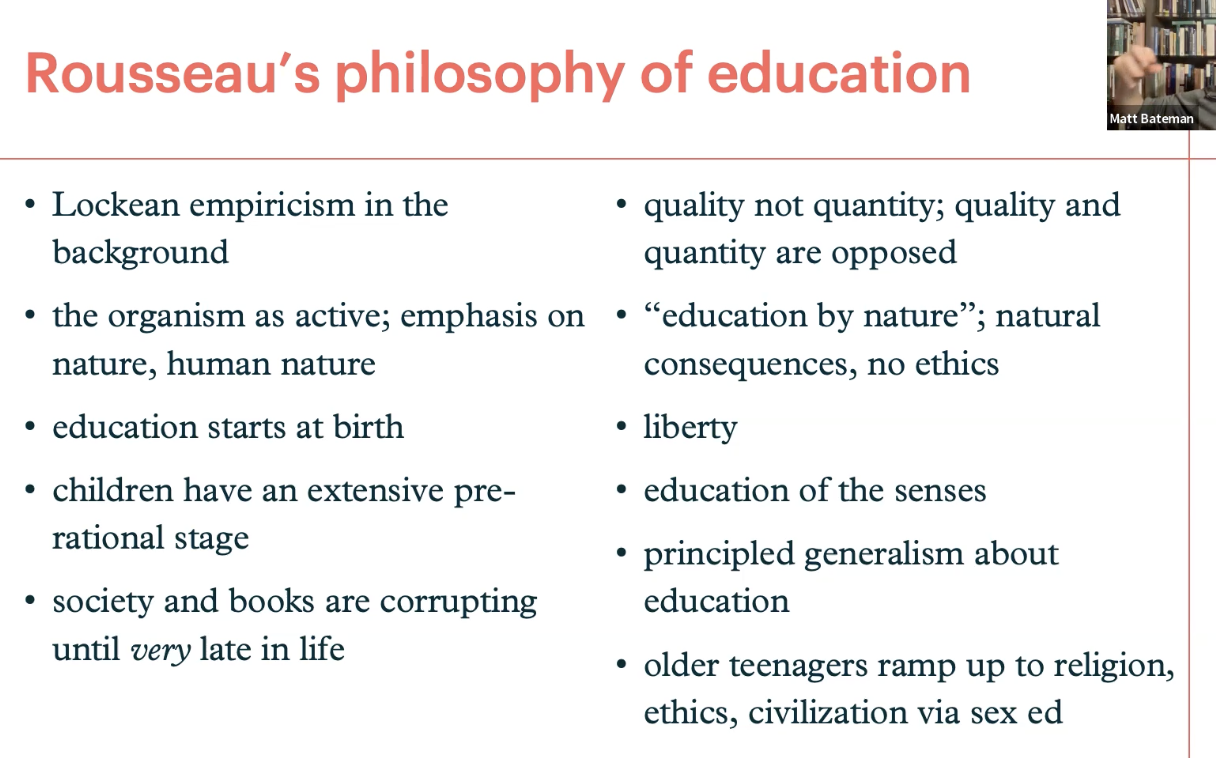 Rousseau’s philosophy of education
Matt Bateman
• Lockean empiricism in the
background
• the organism as active; emphasis on
nature, human nature
• education starts at birth
• children have an extensive pre-
rational stage
• society and books are corrupting
until very late in life
• quality not quantity; quality and
quantity are opposed
• “education by nature”; natural
consequences, no ethics
• liberty
• education of the senses
• principled generalism about
education
• older teenagers ramp up to religion,
ethics, civilization via sex ed